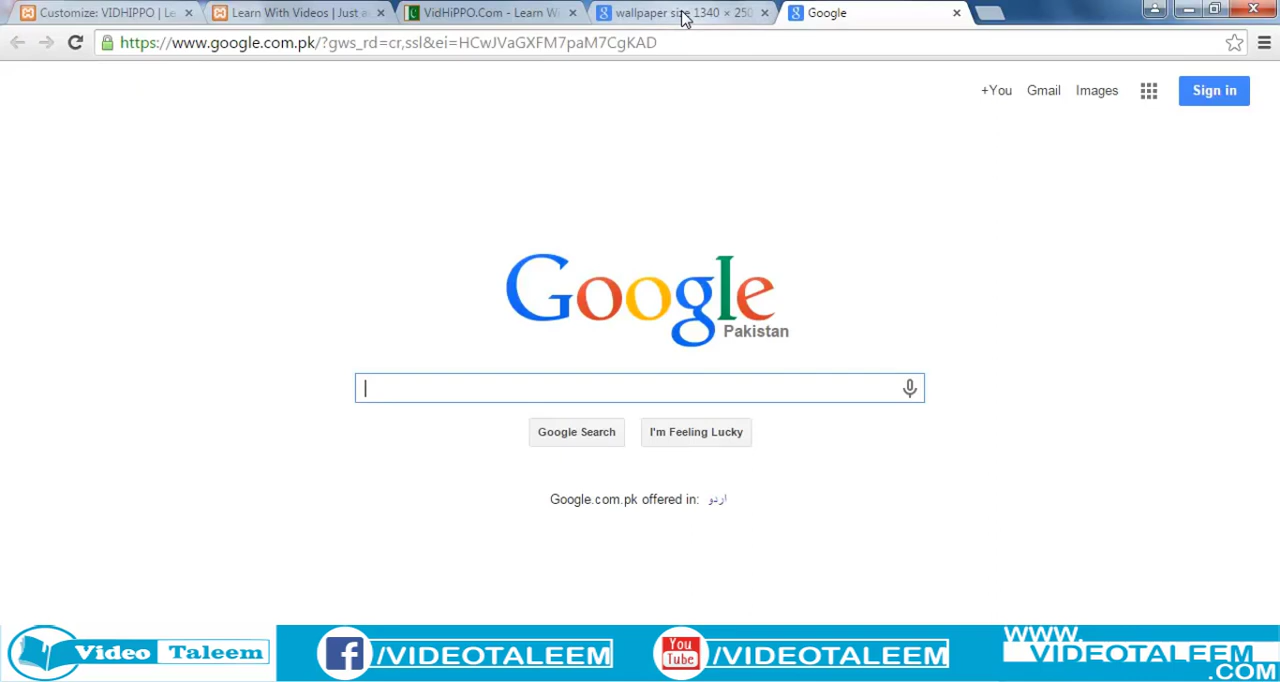 Customize: VIDHIPPO | Le
Learn With Videos | Just a
VidHiPPO.Com - Learn W
wallpaper size 1340 × 250
Google
https://www.google.com.pk/?gws_rd=cr,ssl&ei=HCwJVaGXFM7paM7CgKAD
+You Gmail Images Sign in
Google
Pakistan
Google Search I'm Feeling Lucky
Google.com.pk offered in: اردو
Video Taleem
f /VIDEOTALEEM
You Tube /VIDEOTALEEM
WWW.
VIDEOTALEEM
.COM